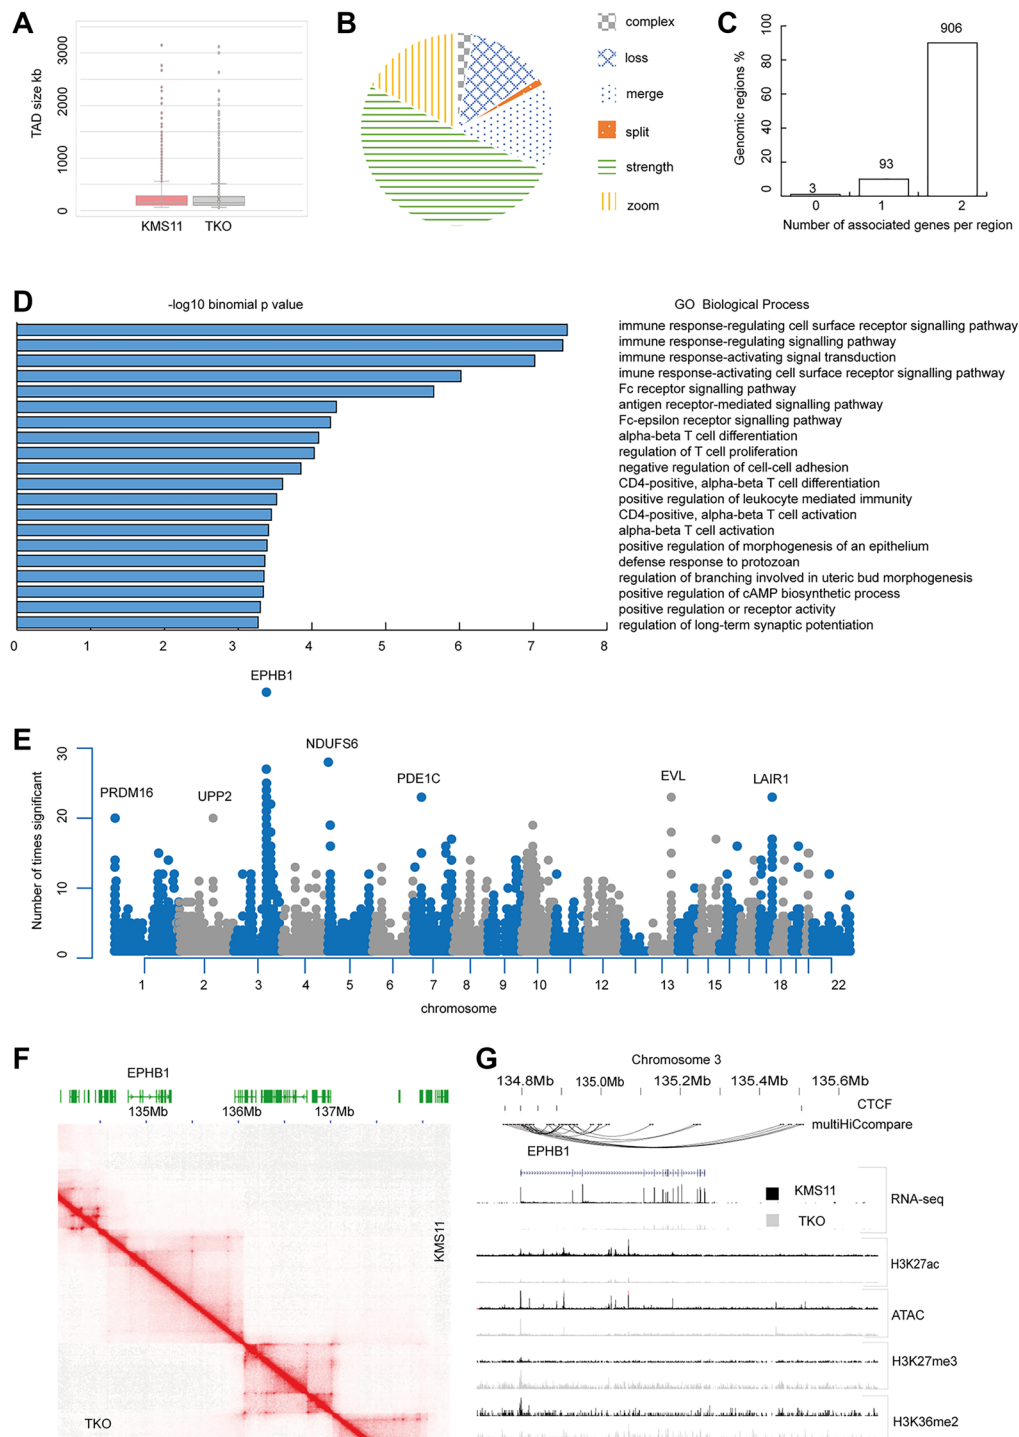 A
TAD size kb
3000
2000
1000
0
KMS11
TKO
B
complex
loss
merge
split
strength
zoom
C
Genomic regions %
100
80
60
40
20
0
3
93
906
0
1
2
Number of associated genes per region
D
-log10 binomial p value
GO Biological Process
immune response-regulating cell surface receptor signalling pathway
immune response-regulating signalling pathway
immune response-activating signal transduction
imune response-activating cell surface receptor signalling pathway
Fc receptor signalling pathway
antigen receptor-mediated signalling pathway
Fc-epsilon receptor signalling pathway
alpha-beta T cell differentiation
regulation of T cell proliferation
negative regulation of cell-cell adhesion
CD4-positive, alpha-beta T cell differentiation
positive regulation of leukocyte mediated immunity
CD4-positive, alpha-beta T cell activation
alpha-beta T cell activation
positive regulation of morphogenesis of an epithelium
defense response to protozoan
regulation of branching involved in uteric bud morphogenesis
positive regulation of cAMP biosynthetic process
positive regulation or receptor activity
regulation of long-term synaptic potentiation
0 1 2 3 4 5 6 7 8
E
Number of times significant
30
20
10
0
EPHB1
NDUFS6
PRDM16
UPP2
PDE1C
EVL
LAIR1
1 2 3 4 5 6 7 8 9 10 12 13 15 18 22
chromosome
F
EPHB1
135Mb 136Mb 137Mb
KMS11
TKO
G
Chromosome 3
134.8Mb 135.0Mb 135.2Mb 135.4Mb 135.6Mb
CTCF
multiHiCcompare
EPHB1
KMS11
TKO
RNA-seq
H3K27ac
ATAC
H3K27me3
H3K36me2